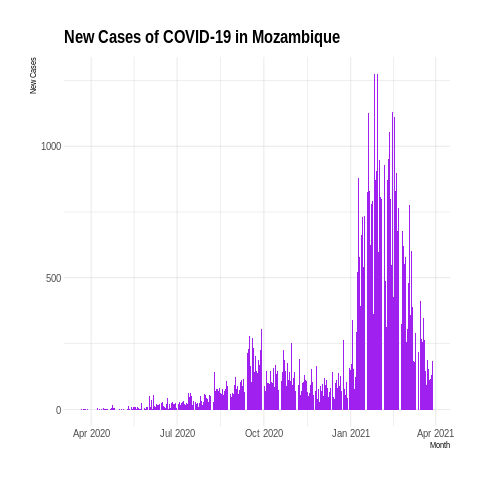 New Cases of COVID-19 in Mozambique
New Cases
1000
500
0
Apr 2020
Jul 2020
Oct 2020
Jan 2021
Apr 2021
Month